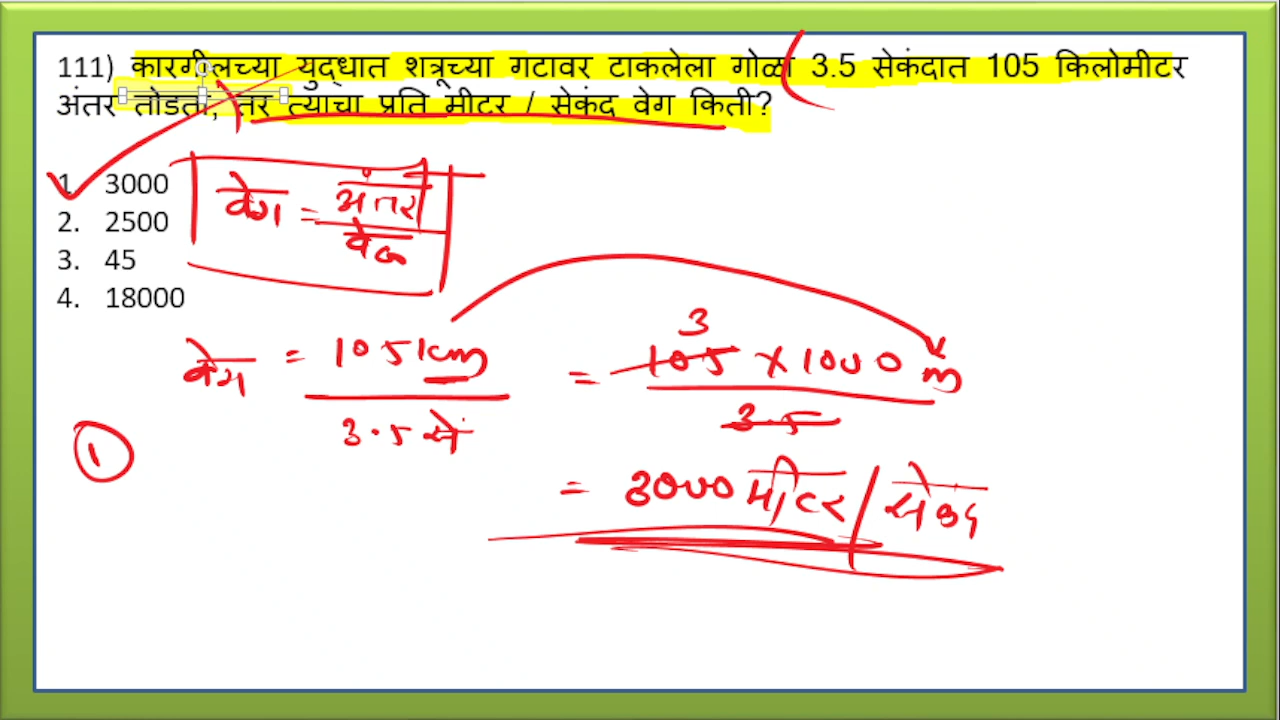 111) कारगीलच्या युद्धात शत्रूच्या गटावर टाकलेला गोळा 3.5 सेकंदात 105 किलोमीटर
अंतर तोडतो, तर त्याचा प्रति मीटर / सेकंद वेग किती?
1. 3000
2. 2500
3. 45
4. 18000
वेग = अंतर
वेळ
वेग = 105 km
3.5 से
= 105 x 1000 m
3
3.5
1
= 3000 मीटर / सेकंद